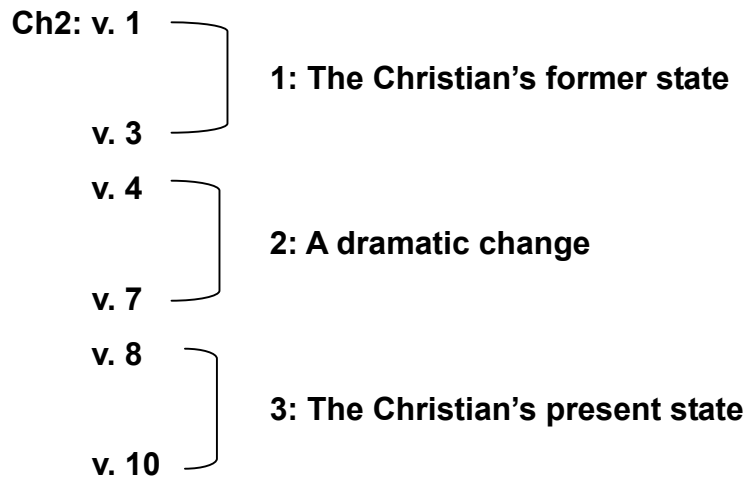 Ch2: v. 1
1: The Christian’s former state
v. 3
v. 4
2: A dramatic change
v. 7
v. 8
3: The Christian’s present state
v. 10